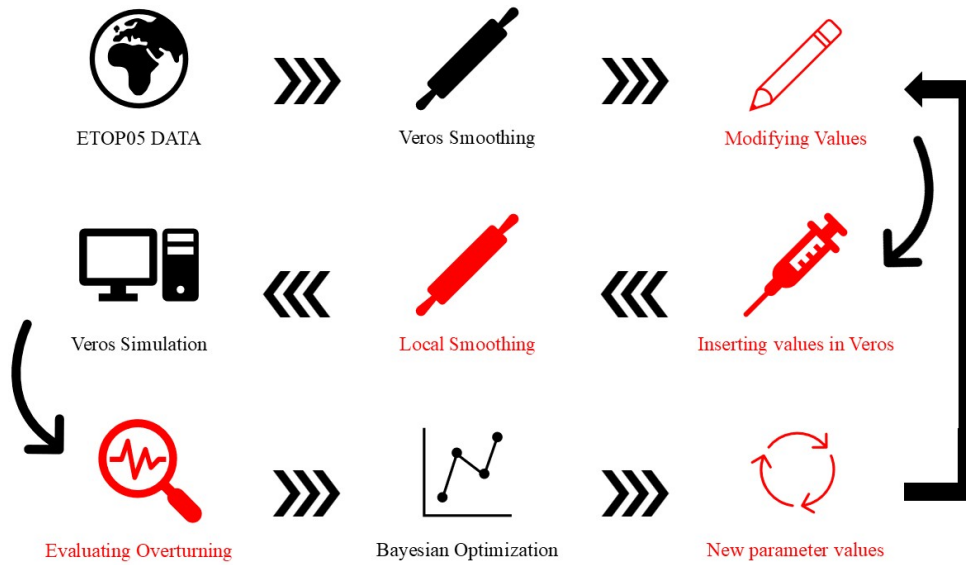 ETOP05 DATA
Veros Smoothing
Modifying Values
Veros Simulation
Local Smoothing
Inserting values in Veros
Evaluating Overturning
Bayesian Optimization
New parameter values